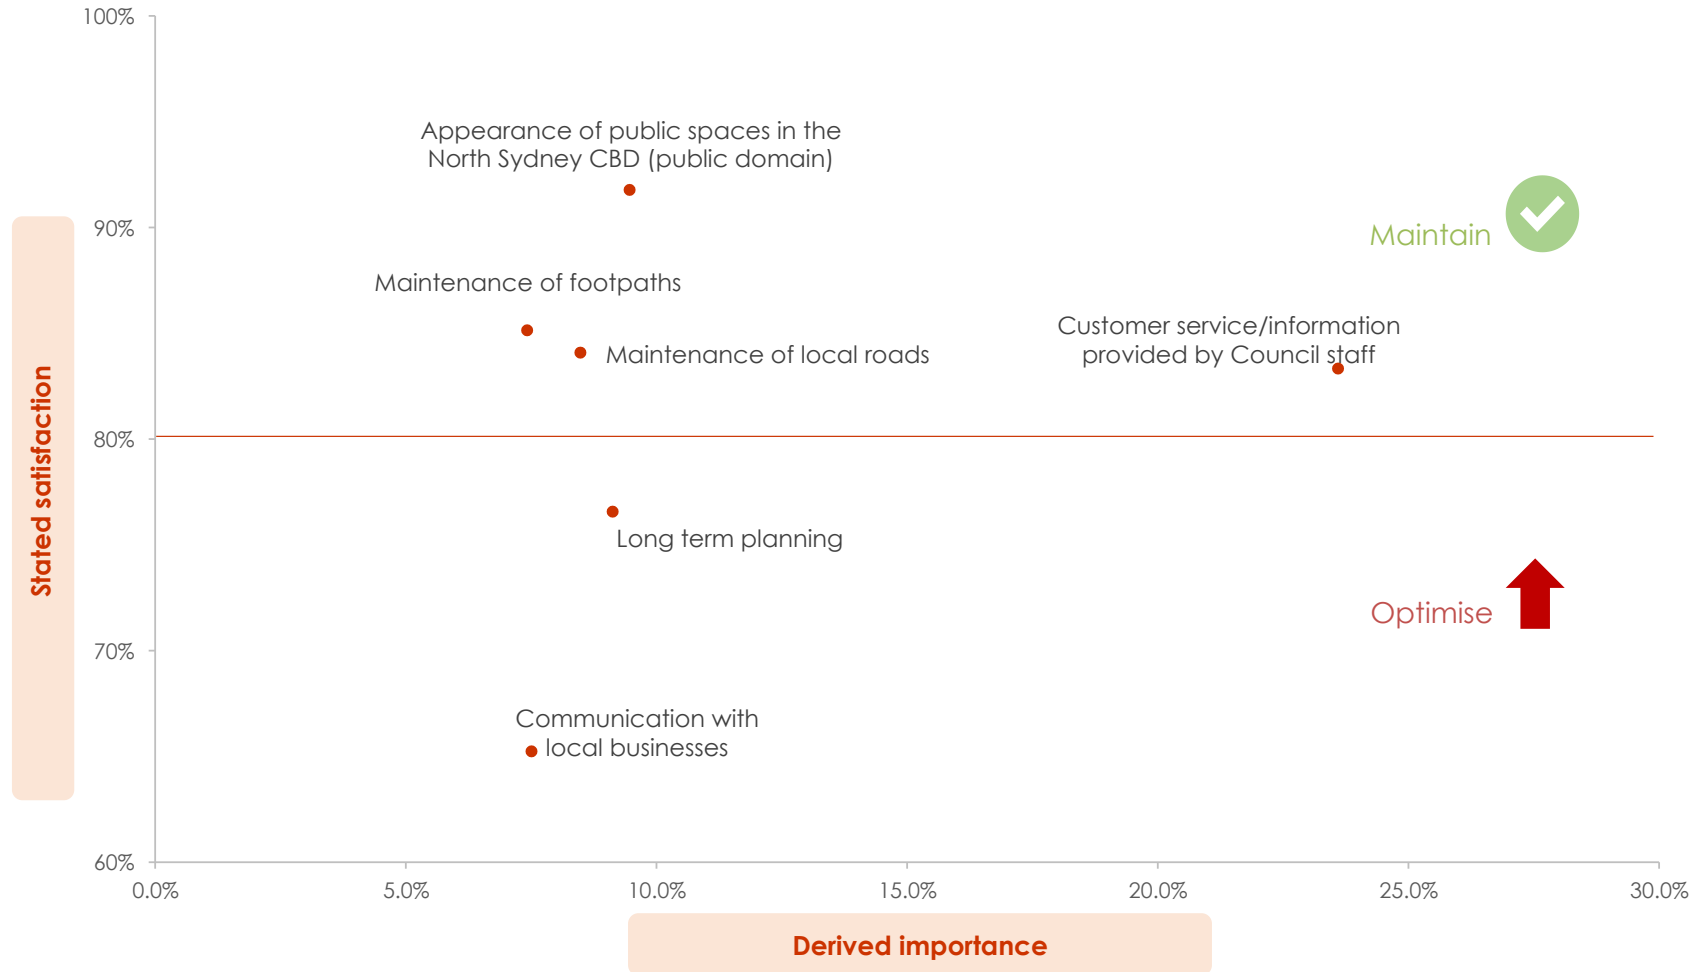 100%
Appearance of public spaces in the
North Sydney CBD (public domain)
90%
Maintain
Maintenance of footpaths
Customer service/information
provided by Council staff
Maintenance of local roads
80%
Stated satisfaction
Long term planning
Optimise
70%
Communication with
local businesses
60%
0.0% 5.0% 10.0% 15.0% 20.0% 25.0% 30.0%
Derived importance